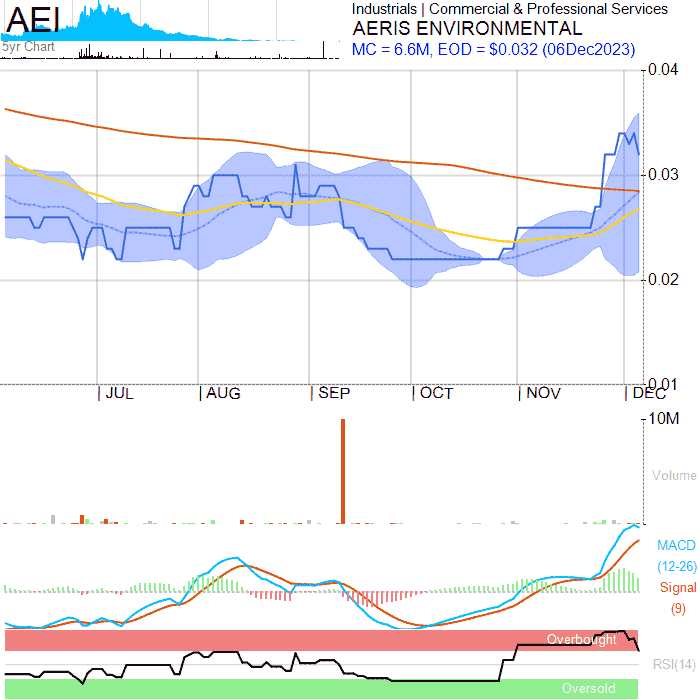 AEI
5yr Chart
Industrials | Commercial & Professional Services
AERIS ENVIRONMENTAL
MC = 6.6M, EOD = $0.032 (06Dec2023)
0.04
0.03
0.02
0.01
JUL
AUG
SEP
OCT
NOV
DEC
10M
Volume
MACD
(12-26)
Signal
(9)
Overbought
RSI(14)
Oversold